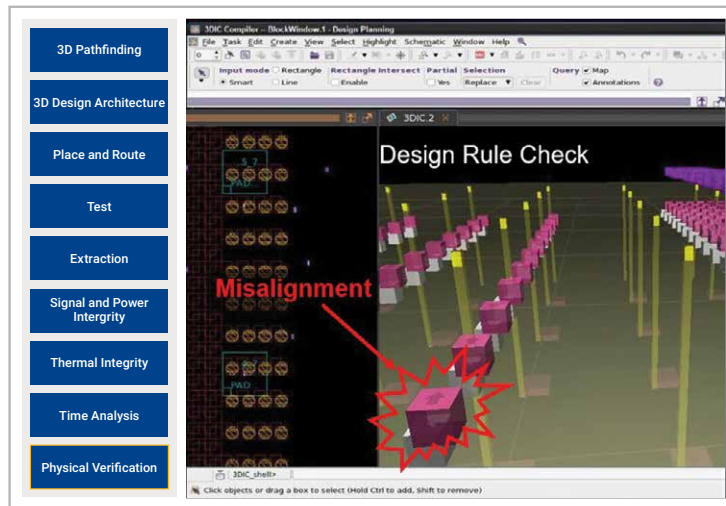 3D Pathfinding
3D Design Architecture
Place and Route
Test
Extraction
Signal and Power
Intergrity
Thermal Integrity
Time Analysis
Physical Verification
3DIC Compiler - BlockWindow.1 - Design Planning
File Task Edit Create View Select Highlight Schematic Window Help
0
Input mode Rectangle Rectangle Intersect Partial Selection Query Map
Smart Line Enable Yes Replace Clear Annotations
3DIC.2
Design Rule Check
PAD
Misalignment
PAD
3DIC_shell>
Click objects or drag a box to select (Hold Ctrl to add, Shift to remove)